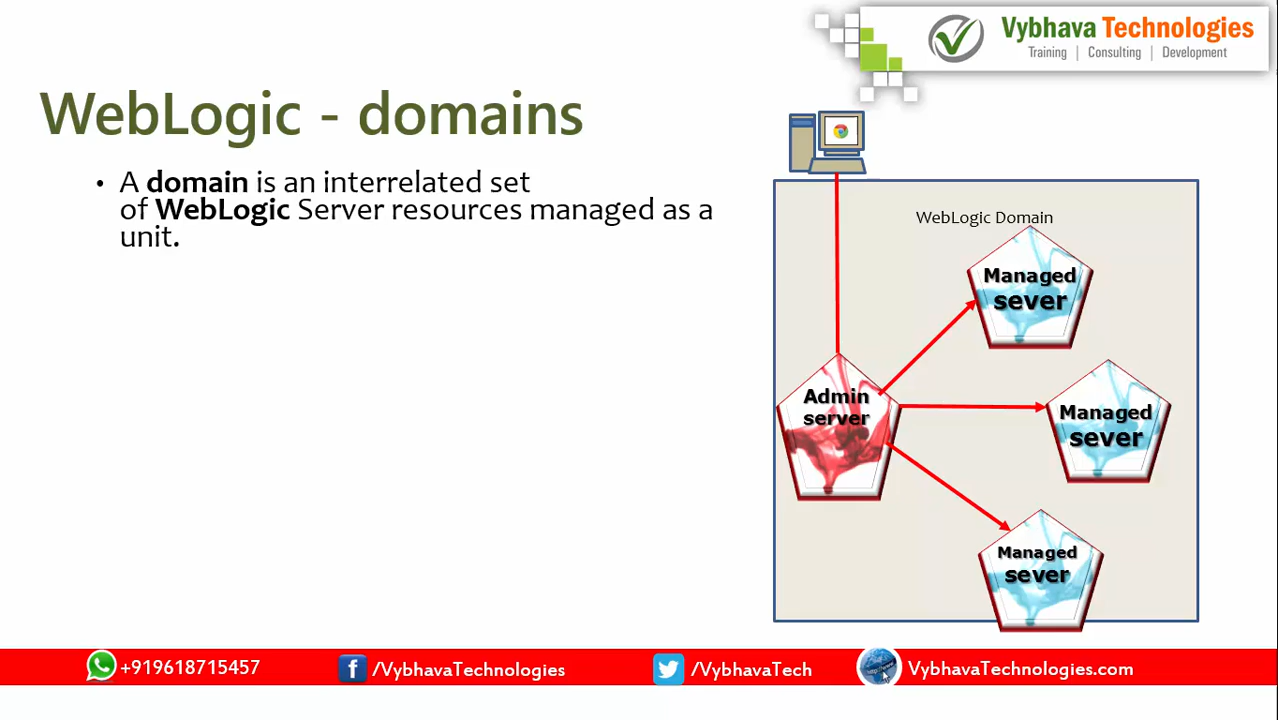 Vybhava Technologies
Training | Consulting | Development
WebLogic - domains
• A domain is an interrelated set
of WebLogic Server resources managed as a
unit.
WebLogic Domain
Managed
sever
Admin
server
Managed
sever
Managed
sever
+919618715457
/VybhavaTechnologies
/VybhavaTech
VybhavaTechnologies.com